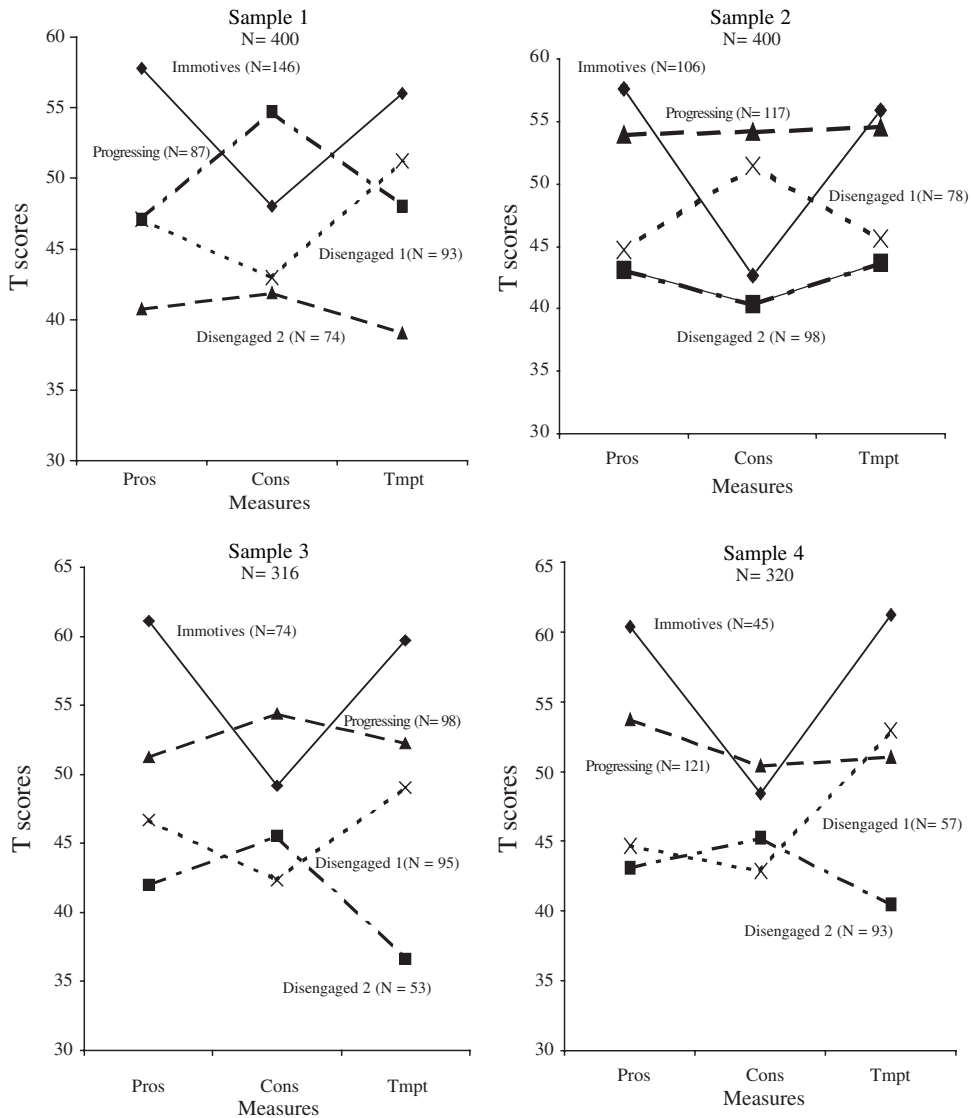 Sample 1
N= 400
60
55
50
45
40
35
30
T scores
Immotives (N=146)
Progressing (N= 87)
Disengaged 1(N = 93)
Disengaged 2 (N = 74)
Pros
Cons
Tmpt
Measures
Sample 2
N= 400
60
55
50
45
40
35
30
T scores
Immotives (N=106)
Progressing (N= 117)
Disengaged 1(N= 78)
Disengaged 2 (N= 98)
Pros
Cons
Tmpt
Measures
Sample 3
N= 316
65
60
55
50
45
40
35
30
T scores
Immotives (N=74)
Progressing (N= 98)
Disengaged 1(N= 95)
Disengaged 2 (N = 53)
Pros
Cons
Tmpt
Measures
Sample 4
N= 320
65
60
55
50
45
40
35
30
T scores
Immotives (N=45)
Progressing (N= 121)
Disengaged 1(N= 57)
Disengaged 2 (N = 93)
Pros
Cons
Tmpt
Measures